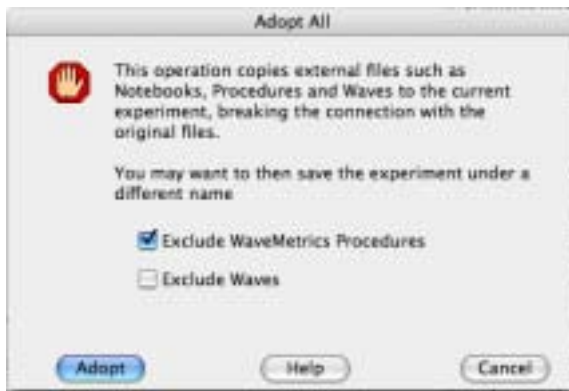 Adopt All
This operation copies external files such as
Notebooks, Procedures and Waves to the current
experiment, breaking the connection with the
original files.
You may want to then save the experiment under a
different name
Exclude WaveMetrics Procedures
Exclude Waves
Adopt
Help
Cancel